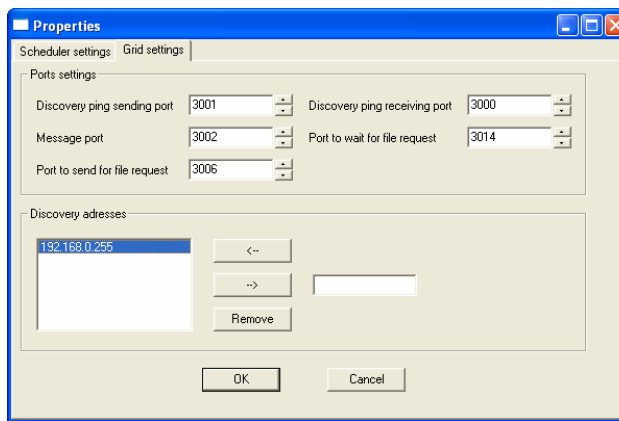 Properties
Scheduler settings Grid settings
Ports settings
Discovery ping sending port 3001 Discovery ping receiving port 3000
Message port 3002 Port to wait for file request 3014
Port to send for file request 3006
Discovery adresses
192.168.0.255
<--
-->
Remove
OK Cancel